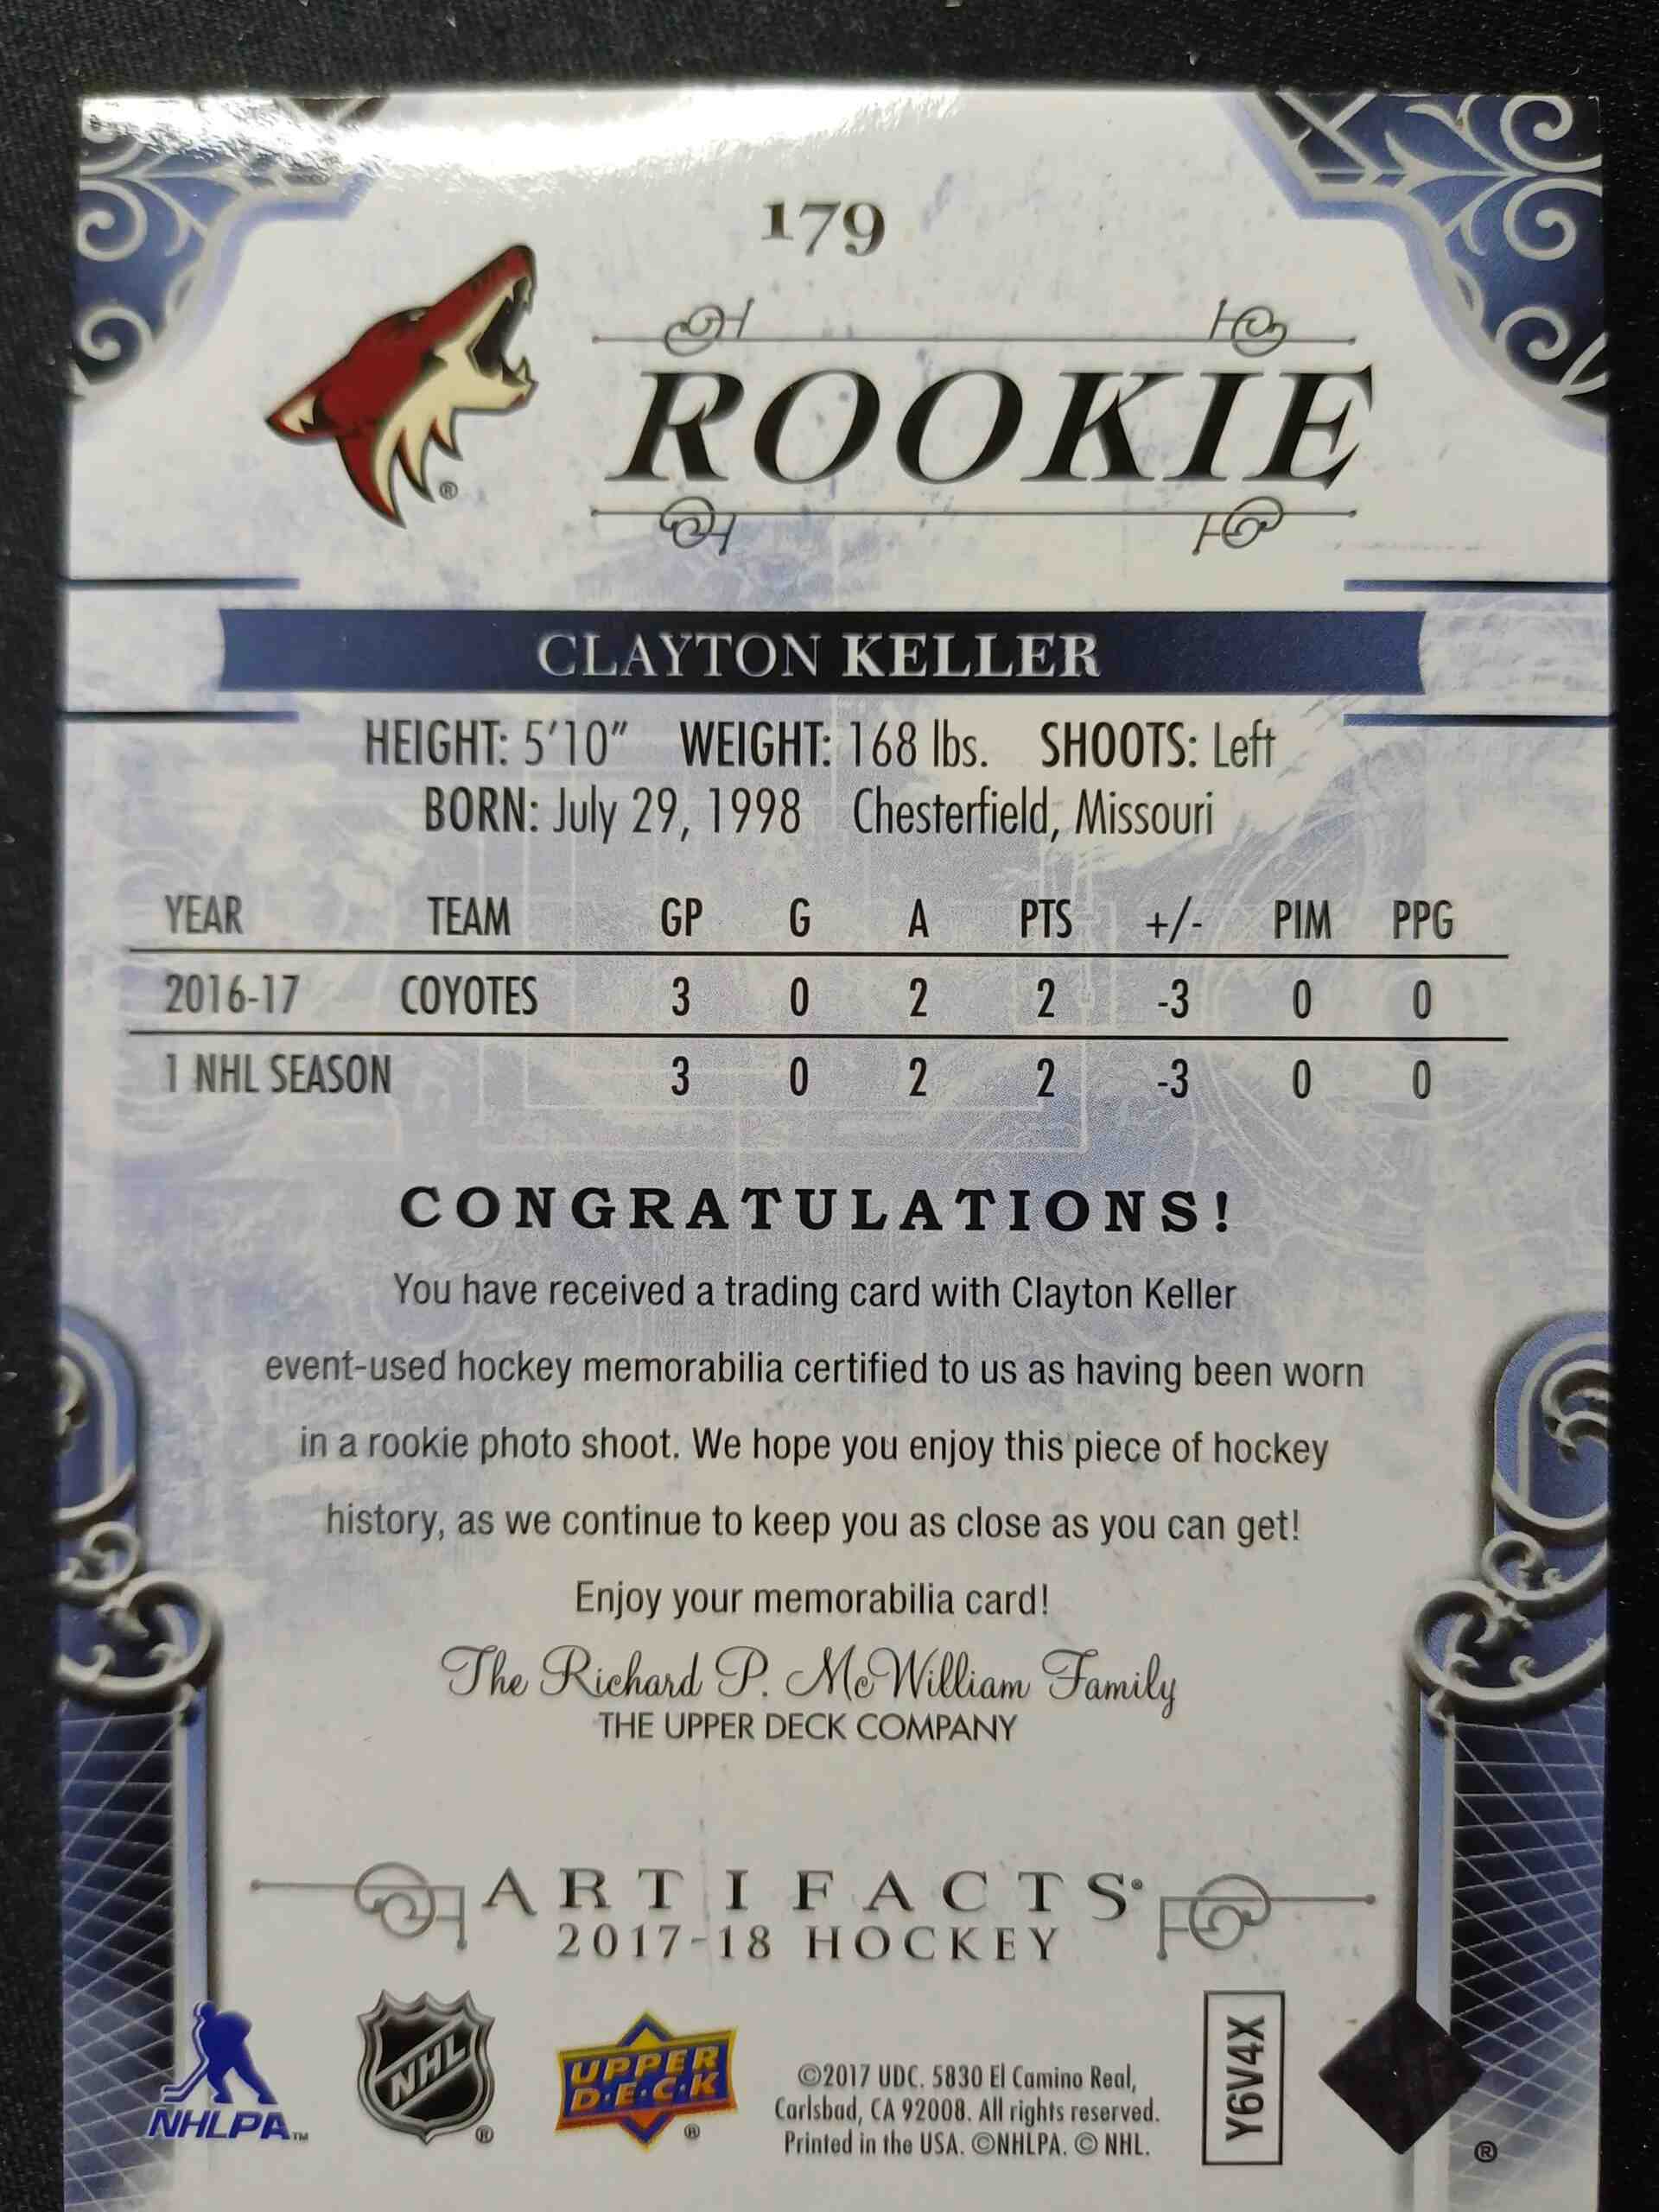 179
ROOKIE
®
CLAYTON KELLER
HEIGHT: 5'10" WEIGHT: 168 lbs. SHOOTS: Left
BORN: July 29, 1998 Chesterfield, Missouri
YEAR TEAM GP G A PTS +/- PIM PPG
2016-17 COYOTES 3 0 2 2 -3 0 0
1 NHL SEASON 3 0 2 2 -3 0 0
CONGRATULATIONS!
You have received a trading card with Clayton Keller
event-used hockey memorabilia certified to us as having been worn
in a rookie photo shoot. We hope you enjoy this piece of hockey
history, as we continue to keep you as close as you can get!
Enjoy your memorabilia card!
The Richard P. McWilliam Family
THE UPPER DECK COMPANY
ARTIFACTS®
2017-18 HOCKEY
NHLPA™
NHL ®
UPPER
DECK ®
©2017 UDC. 5830 El Camino Real,
Carlsbad, CA 92008. All rights reserved.
Printed in the USA. ©NHLPA. © NHL.
Y6V4X
®